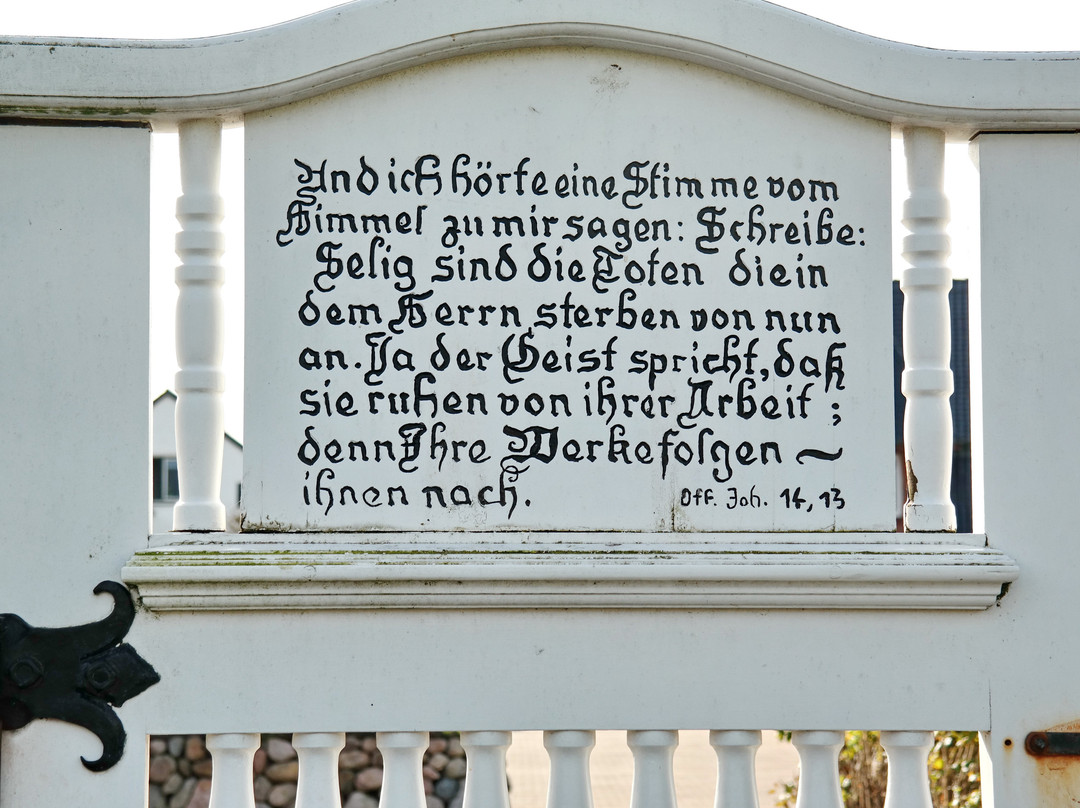 Und ich hörte eine Stimme vom
Himmel zu mir sagen: Schreibe:
Selig sind die Toten die in
dem Herrn sterben von nun
an. Ja der Geist spricht, daß
sie ruhen von ihrer Arbeit;
denn Ihre Werke folgen ~
ihnen nach.
Off. Joh. 14,13